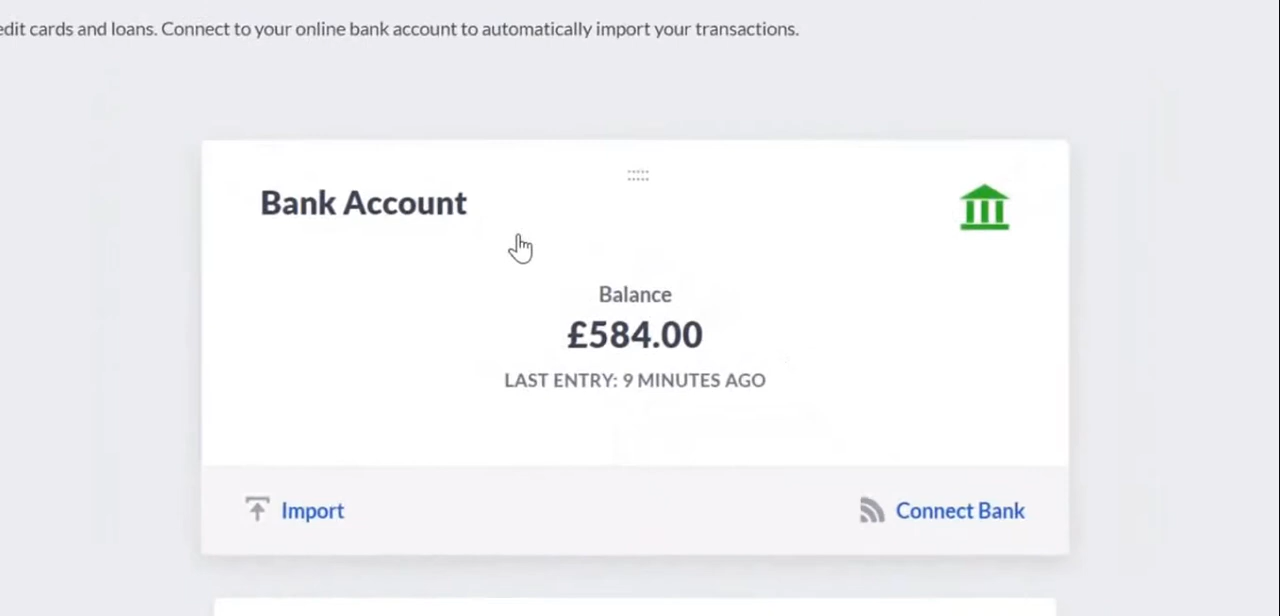 cards and loans. Connect to your online bank account to automatically import your transactions.
Bank Account
Balance
£584.00
LAST ENTRY: 9 MINUTES AGO
Import
Connect Bank